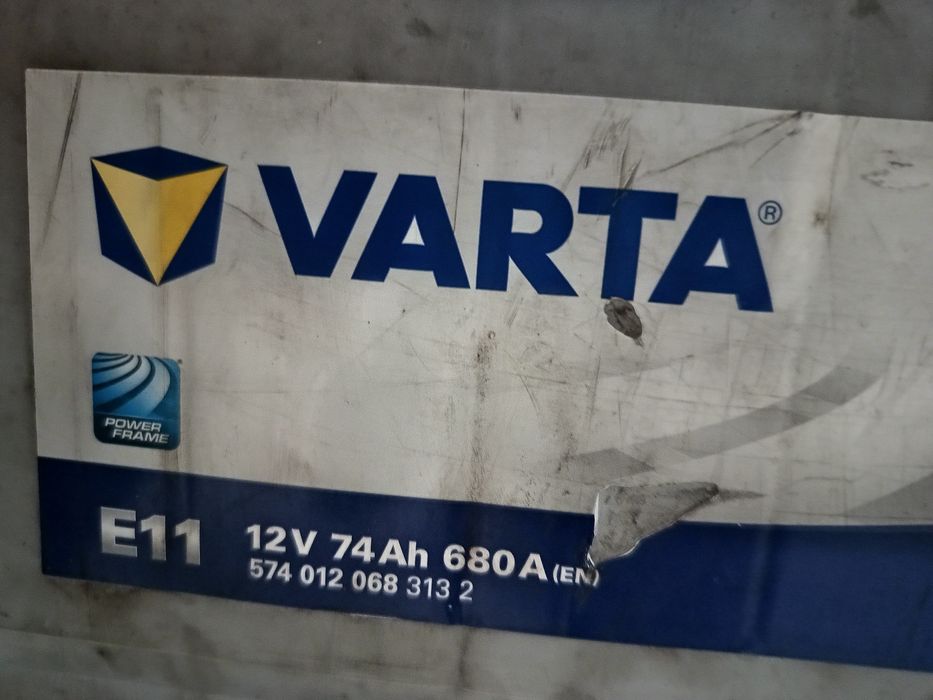 VARTA®
POWER
FRAME
E11
12V 74Ah 680A (EN)
574 012 068 313 2